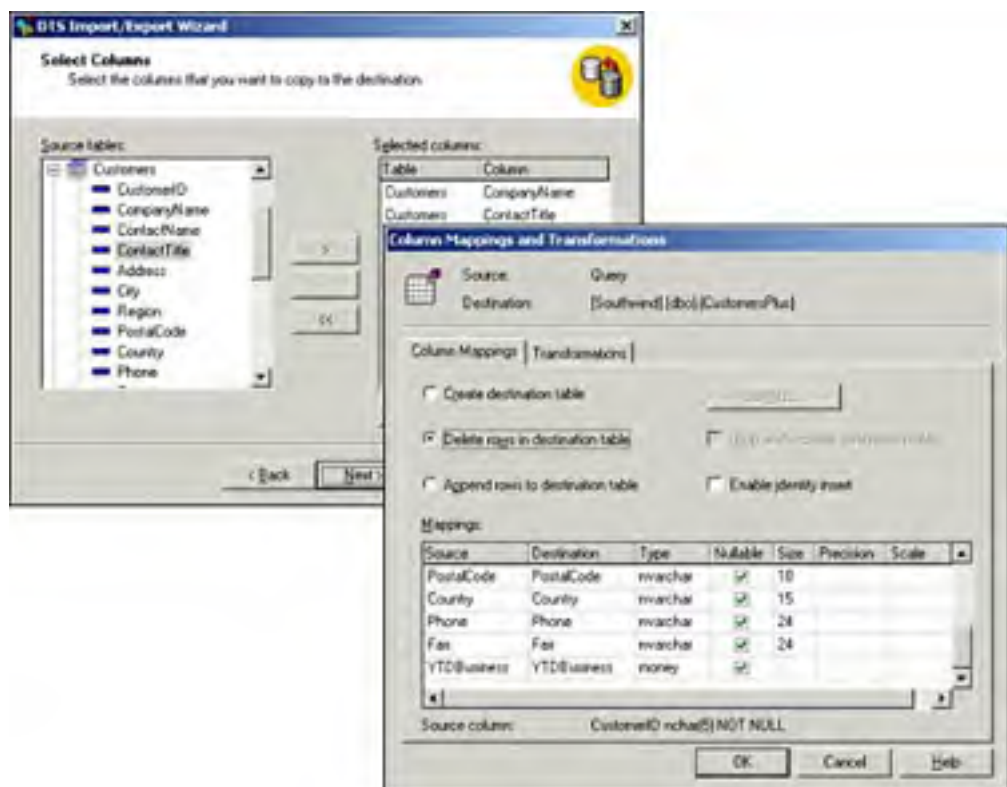 DTS Import/Export Wizard
Select Columns
Select the columns that you want to copy to the destination.
Source tables:
Customers
CustomerID
CompanyName
ContactName
ContactTitle
Address
City
Region
PostalCode
County
Phone
>
<<
Selected columns:
Table Column
Customers CompanyName
Customers ContactTitle
< Back Next >
Column Mappings and Transformations
Source: Query
Destination: [Southwind].[dbo].[CustomersPlus]
Column Mappings Transformations
Create destination table
Delete rows in destination table
Append rows to destination table Enable identity insert
Mappings:
Source Destination Type Nullable Size Precision Scale
PostalCode PostalCode nvarchar 10
County County nvarchar 15
Phone Phone nvarchar 24
Fax Fax nvarchar 24
YTDBusiness YTDBusiness money
Source column: CustomerID nchar(5) NOT NULL
OK Cancel Help